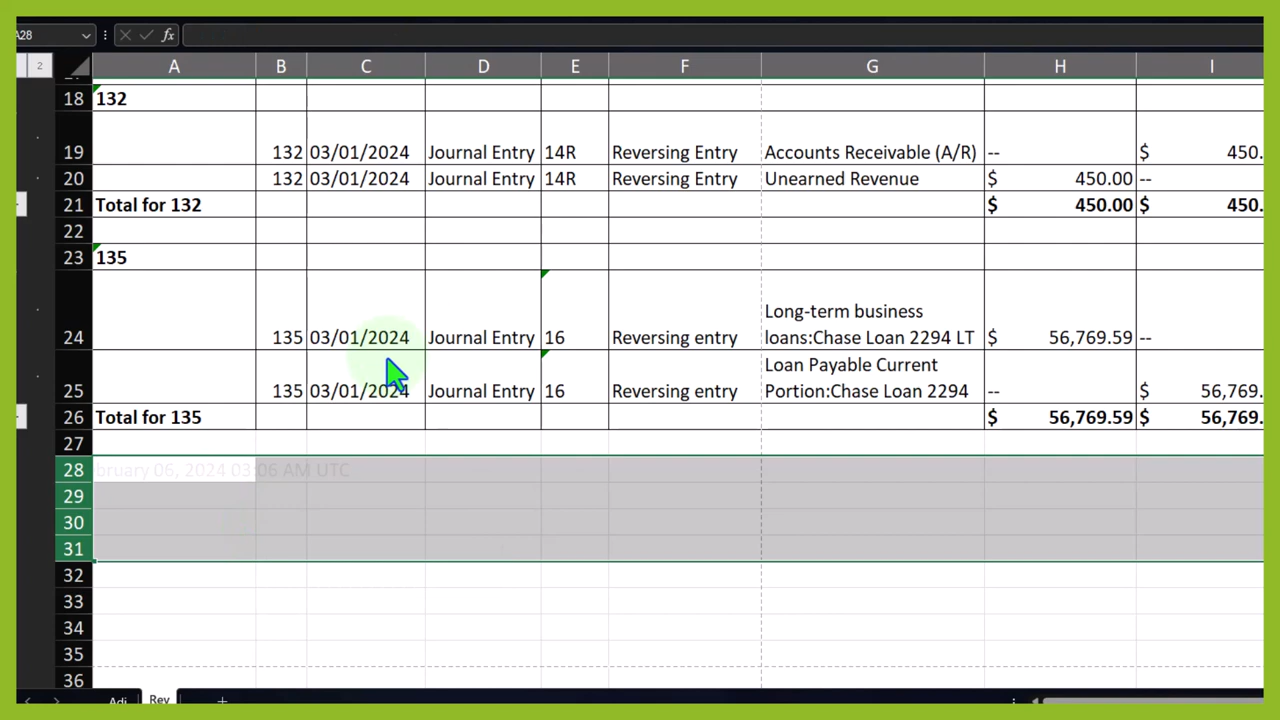 A28 fx
2 A B C D E F G H I
18 132
19 132 03/01/2024 Journal Entry 14R Reversing Entry Accounts Receivable (A/R) -- $ 450.
20 132 03/01/2024 Journal Entry 14R Reversing Entry Unearned Revenue $ 450.00 --
21 Total for 132 $ 450.00 $ 450.
22
23 135
Long-term business
24 135 03/01/2024 Journal Entry 16 Reversing entry loans:Chase Loan 2294 LT $ 56,769.59 --
Loan Payable Current
25 135 03/01/2024 Journal Entry 16 Reversing entry Portion:Chase Loan 2294 -- $ 56,769.
26 Total for 135 $ 56,769.59 $ 56,769.
27
28 bruary 06, 2024 03:06 AM UTC
29
30
31
32
33
34
35
36
Adj Rev